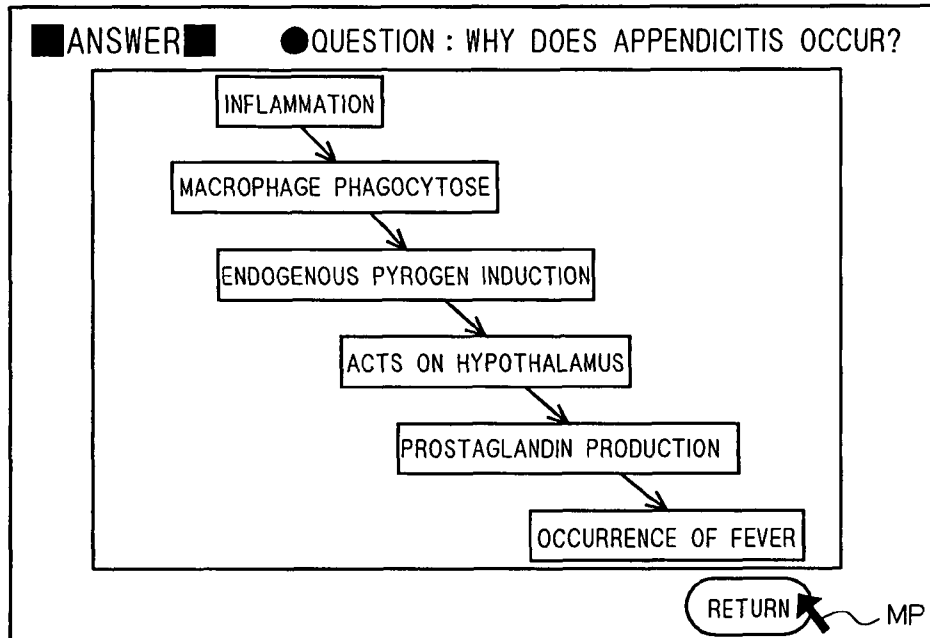 ■ANSWER■ ●QUESTION : WHY DOES APPENDICITIS OCCUR?
INFLAMMATION
MACROPHAGE PHAGOCYTOSE
ENDOGENOUS PYROGEN INDUCTION
ACTS ON HYPOTHALAMUS
PROSTAGLANDIN PRODUCTION
OCCURRENCE OF FEVER
RETURN
MP